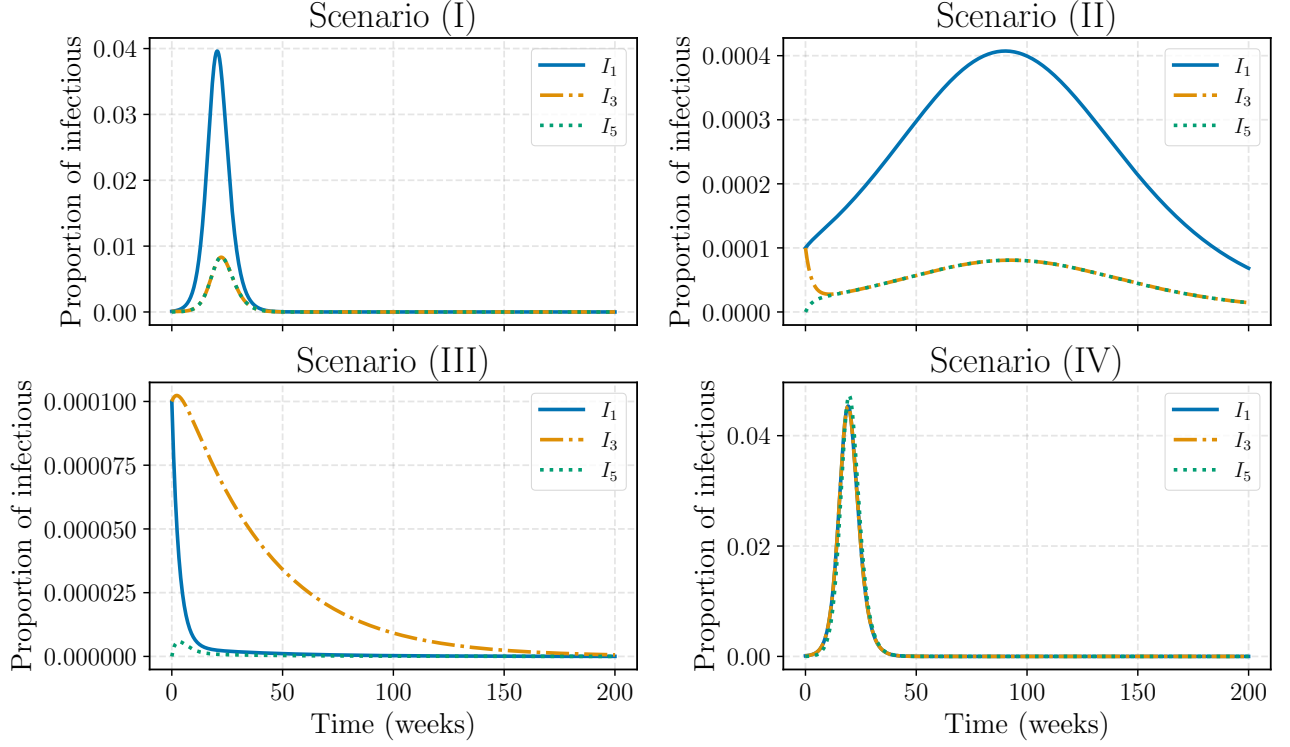 Scenario (I)
Proportion of infectious
0.04
0.03
0.02
0.01
0.00
I1
I3
I5
Scenario (II)
Proportion of infectious
0.0004
0.0003
0.0002
0.0001
0.0000
I1
I3
I5
Scenario (III)
Proportion of infectious
0.000100
0.000075
0.000050
0.000025
0.000000
I1
I3
I5
0 50 100 150 200
Time (weeks)
Scenario (IV)
Proportion of infectious
0.04
0.02
0.00
I1
I3
I5
0 50 100 150 200
Time (weeks)